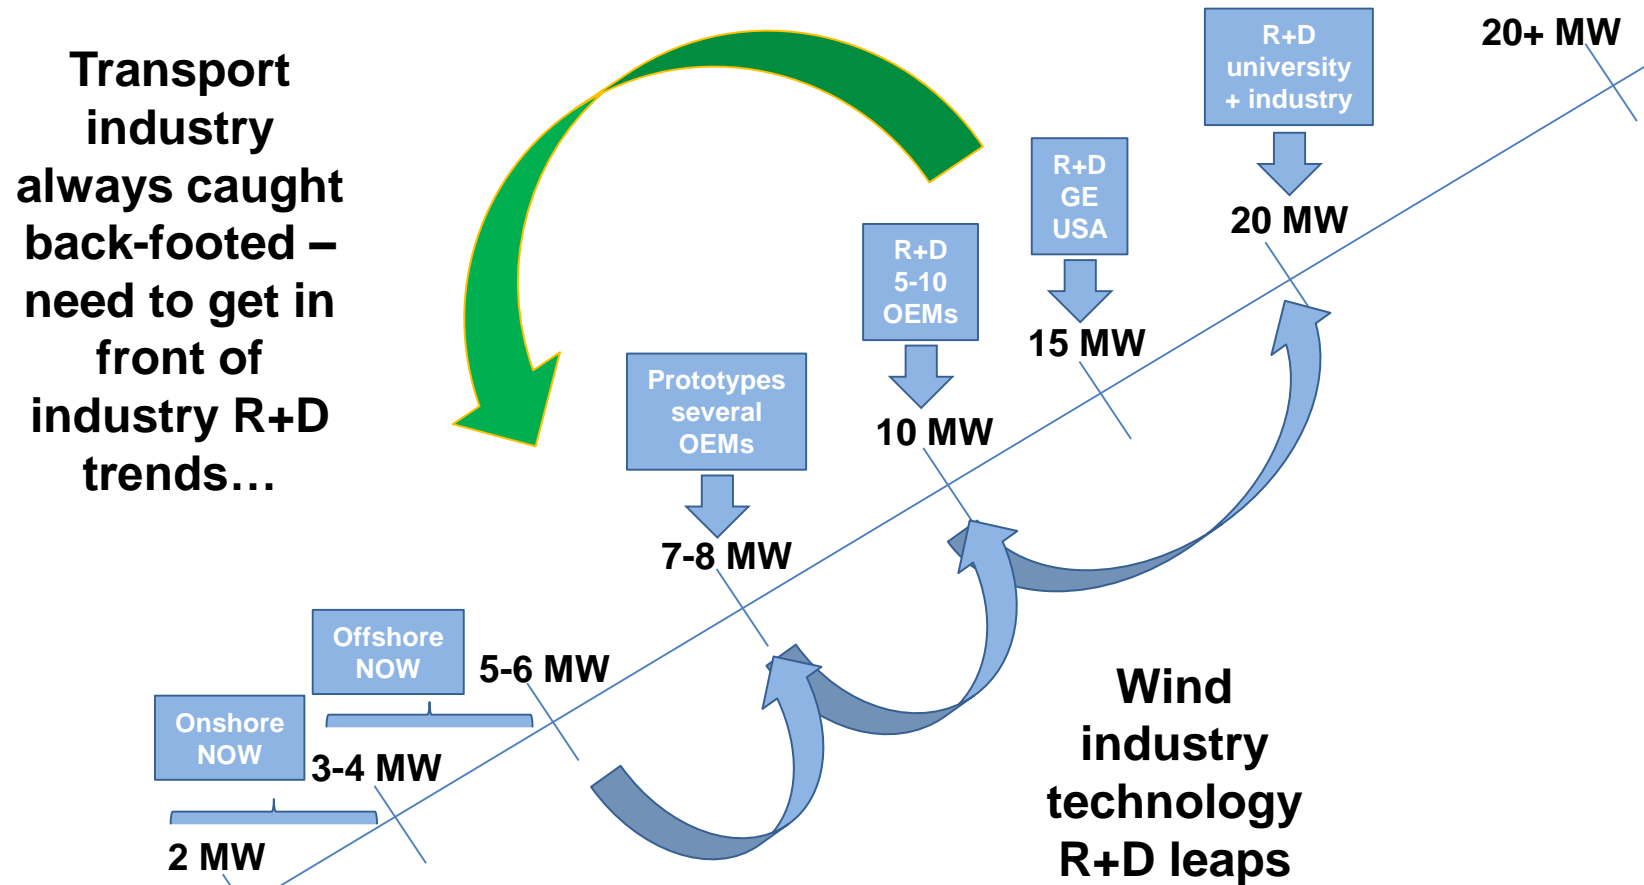 Transport
industry
always caught
back-footed –
need to get in
front of
industry R+D
trends…
20+ MW
R+D
university
+ industry
20 MW
R+D
GE
USA
15 MW
R+D
5-10
OEMs
10 MW
Prototypes
several
OEMs
7-8 MW
Offshore
NOW
5-6 MW
Onshore
NOW
3-4 MW
2 MW
Wind
industry
technology
R+D leaps